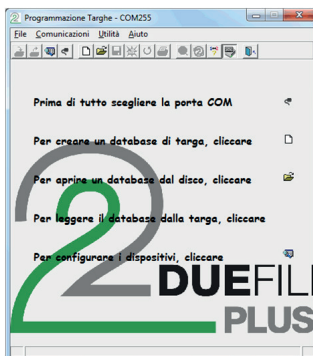 Programmazione Targhe - COM255
File Comunicazioni Utilità Aiuto
Prima di tutto scegliere la porta COM
Per creare un database di targa, cliccare
Per aprire un database dal disco, cliccare
Per leggere il database dalla targa, cliccare
Per configurare i dispositivi, cliccare
2
DUEFIL
PLUS